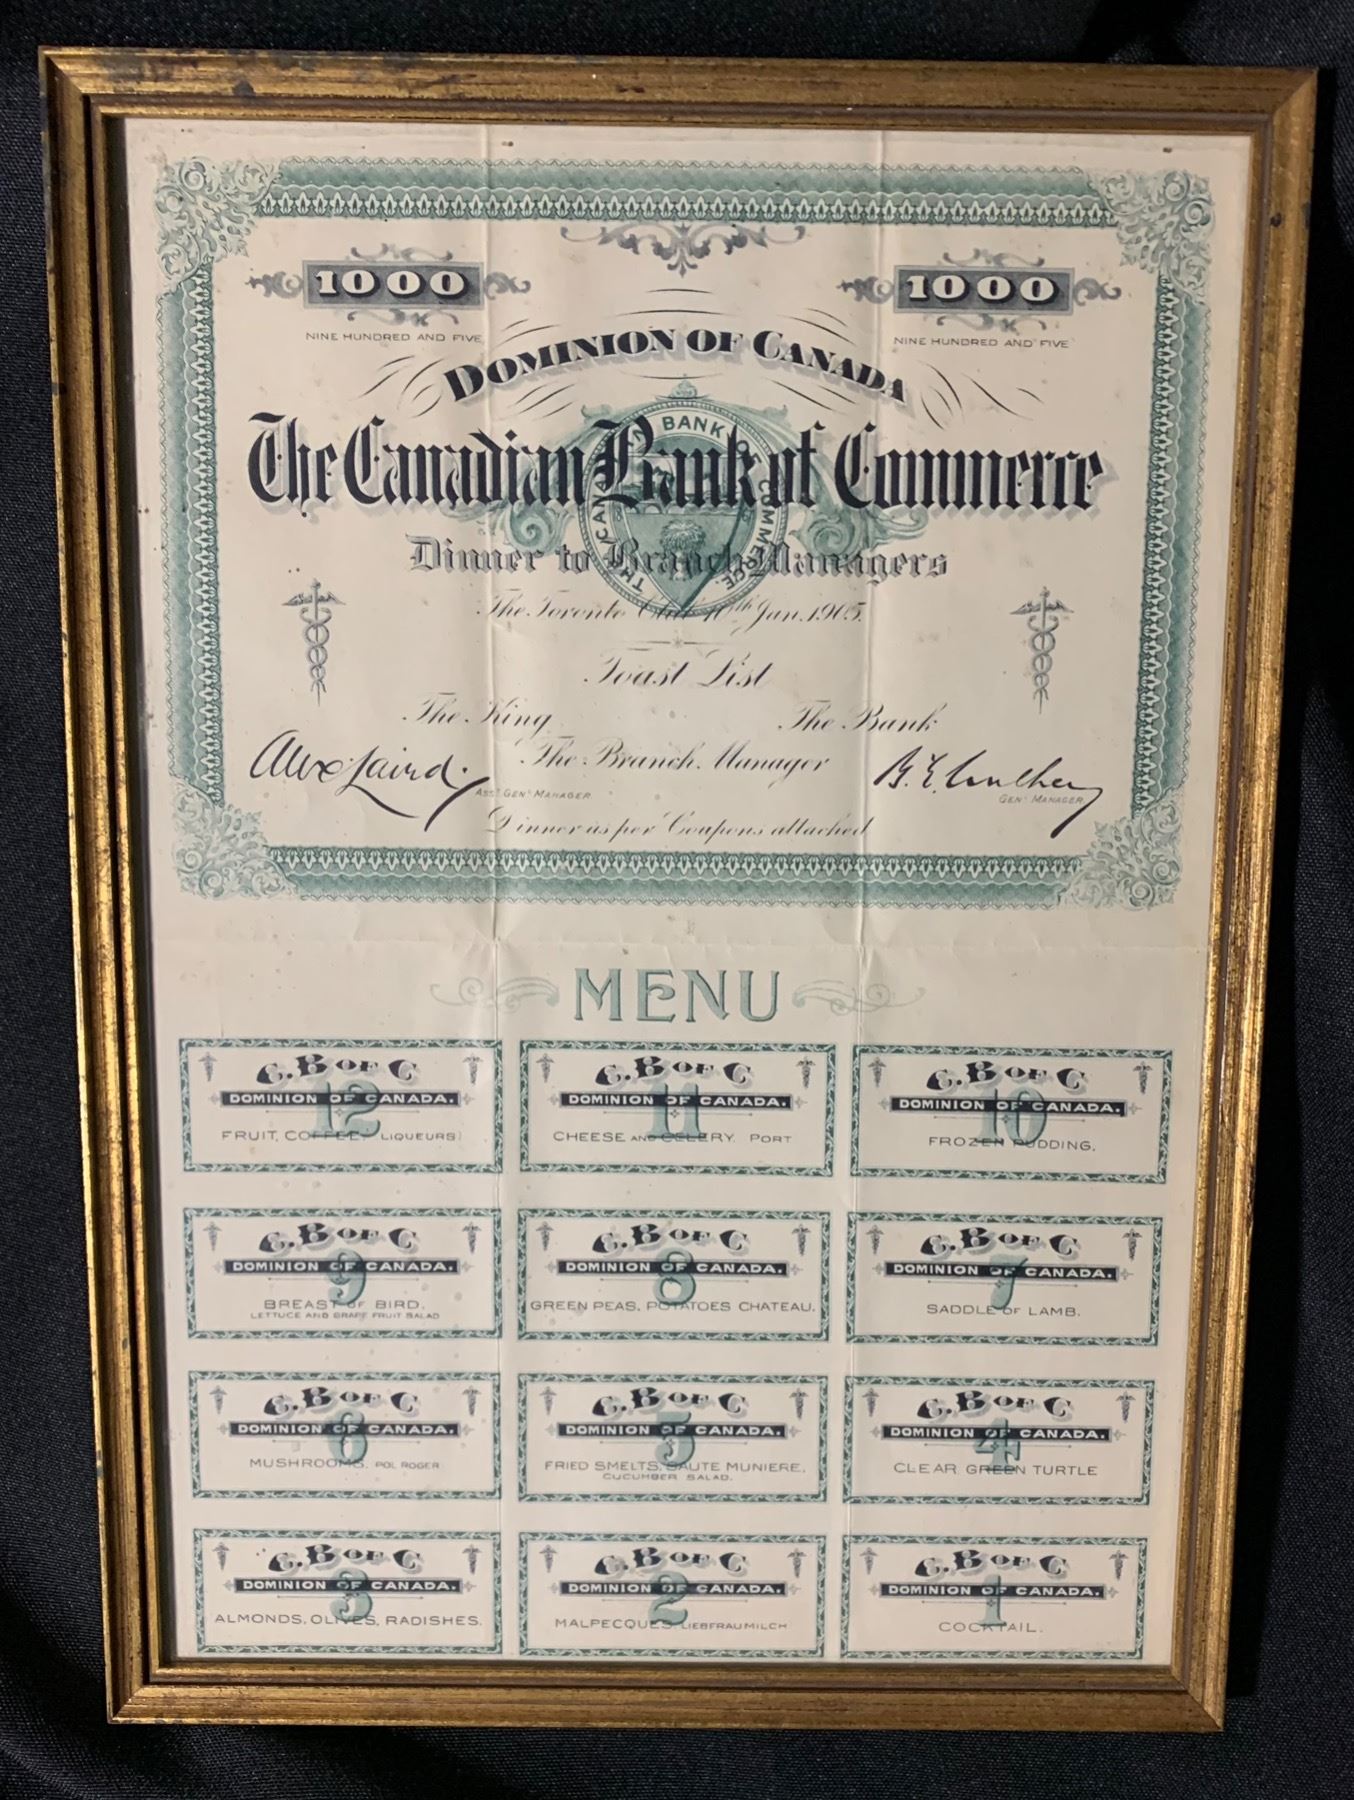 1000
1000
NINE HUNDRED AND FIVE
NINE HUNDRED AND FIVE
DOMINION OF CANADA
The Canadian Bank of Commerce
THE CANADIAN BANK OF COMMERCE.
Dinner to Branch Managers
The Toronto Club 10th Jan. 1905.
Toast List
The King
The Bank
The Branch Manager
Alex Laird.
ASST. GENL MANAGER
B. E. Walker
GENL MANAGER
Dinner as per Coupons attached
MENU
C. B OF C
DOMINION OF CANADA.
12
FRUIT, COFFEE, LIQUEURS
C. B OF C
DOMINION OF CANADA.
11
CHEESE AND CELERY. PORT
C. B OF C
DOMINION OF CANADA.
10
FROZEN PUDDING.
C. B OF C
DOMINION OF CANADA.
9
BREAST OF BIRD.
LETTUCE AND GRAPE FRUIT SALAD
C. B OF C
DOMINION OF CANADA.
8
GREEN PEAS, POTATOES CHATEAU.
C. B OF C
DOMINION OF CANADA.
7
SADDLE OF LAMB.
C. B OF C
DOMINION OF CANADA.
6
MUSHROOMS. POL ROGER
C. B OF C
DOMINION OF CANADA.
5
FRIED SMELTS, SAUTE MUNIERE,
CUCUMBER SALAD.
C. B OF C
DOMINION OF CANADA.
4
CLEAR GREEN TURTLE
C. B OF C
DOMINION OF CANADA.
3
ALMONDS, OLIVES, RADISHES.
C. B OF C
DOMINION OF CANADA.
2
MALPECQUES LIEBFRAUMILCH
C. B OF C
DOMINION OF CANADA.
1
COCKTAIL.